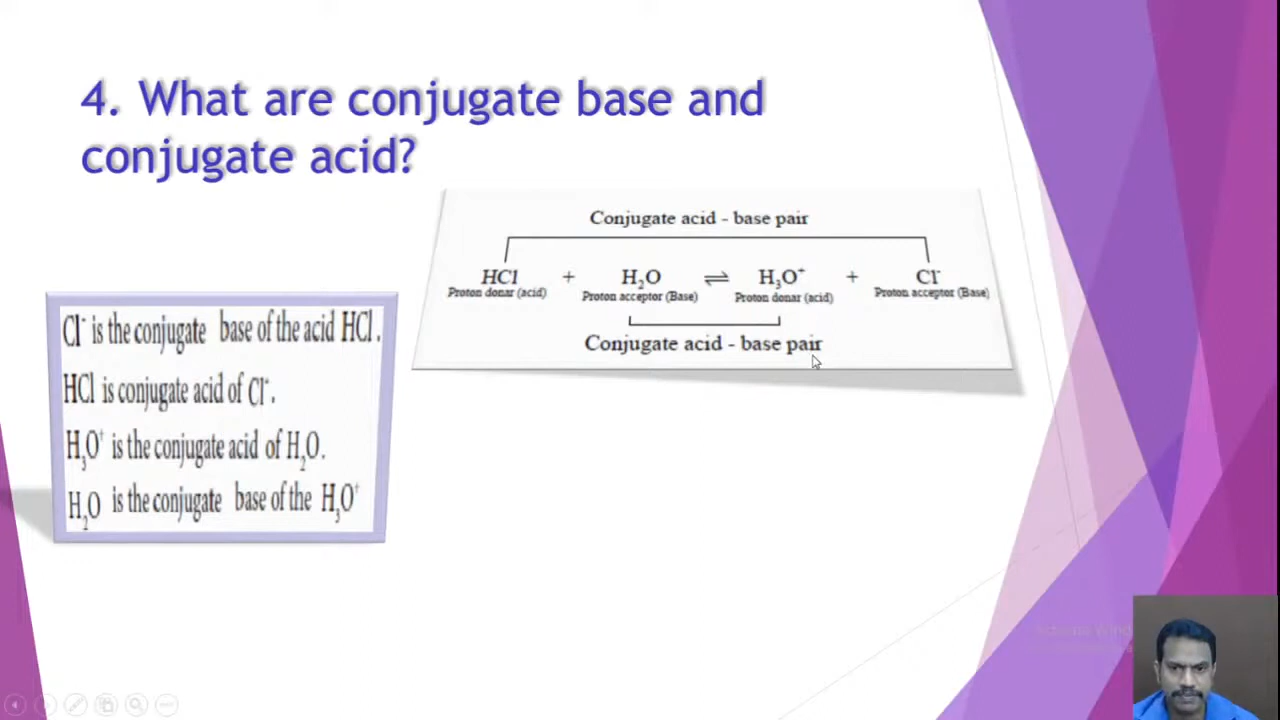 4. What are conjugate base and
conjugate acid?
Conjugate acid - base pair
HCl + H₂O ⇌ H₃O⁺ + Cl⁻
Proton donar (acid) Proton acceptor (Base) Proton donar (acid) Proton acceptor (Base)
Conjugate acid - base pair
Cl⁻ is the conjugate base of the acid HCl.
HCl is conjugate acid of Cl⁻.
H₃O⁺ is the conjugate acid of H₂O.
H₂O is the conjugate base of the H₃O⁺